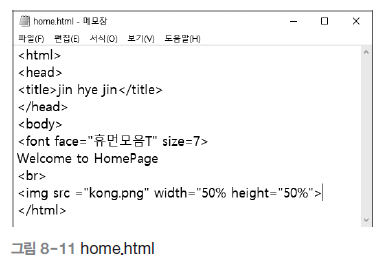 home.html - 메모장
파일(F) 편집(E) 서식(O) 보기(V) 도움말(H)
<html>
<head>
<title>jin hye jin</title>
</head>
<body>
<font face="휴먼모음T" size=7>
Welcome to HomePage
<br>
<img src ="kong.png" width="50% height="50%">
</html>
그림 8-11 home.html